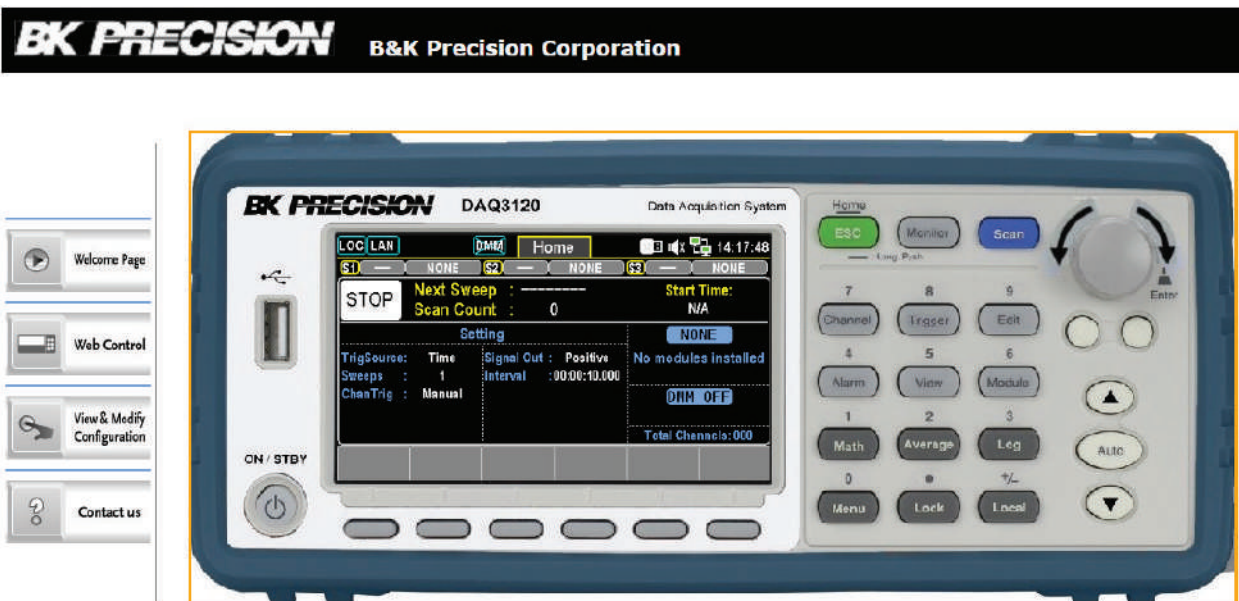 BK PRECISION B&K Precision Corporation
Welcome Page
Web Control
View & Modify
Configuration
Contact us
BK PRECISION DAQ3120 Data Acquisition System
LOC LAN DMM Home 14:17:48
S1 — NONE S2 — NONE S3 — NONE
STOP
Next Sweep : --------
Scan Count : 0
Start Time:
N/A
Setting
TrigSource: Time
Sweeps : 1
ChanTrig : Manual
Signal Out : Positive
Interval :00:00:10.000
NONE
No modules installed
DMM OFF
Total Channels:000
ON / STBY
Home
ESC Monitor Scan
Long Push
Enter
7 8 9
Channel Trigger Edit
4 5 6
Alarm View Module
1 2 3
Math Average Log
Auto
0 ● +/_
Menu Lock Local